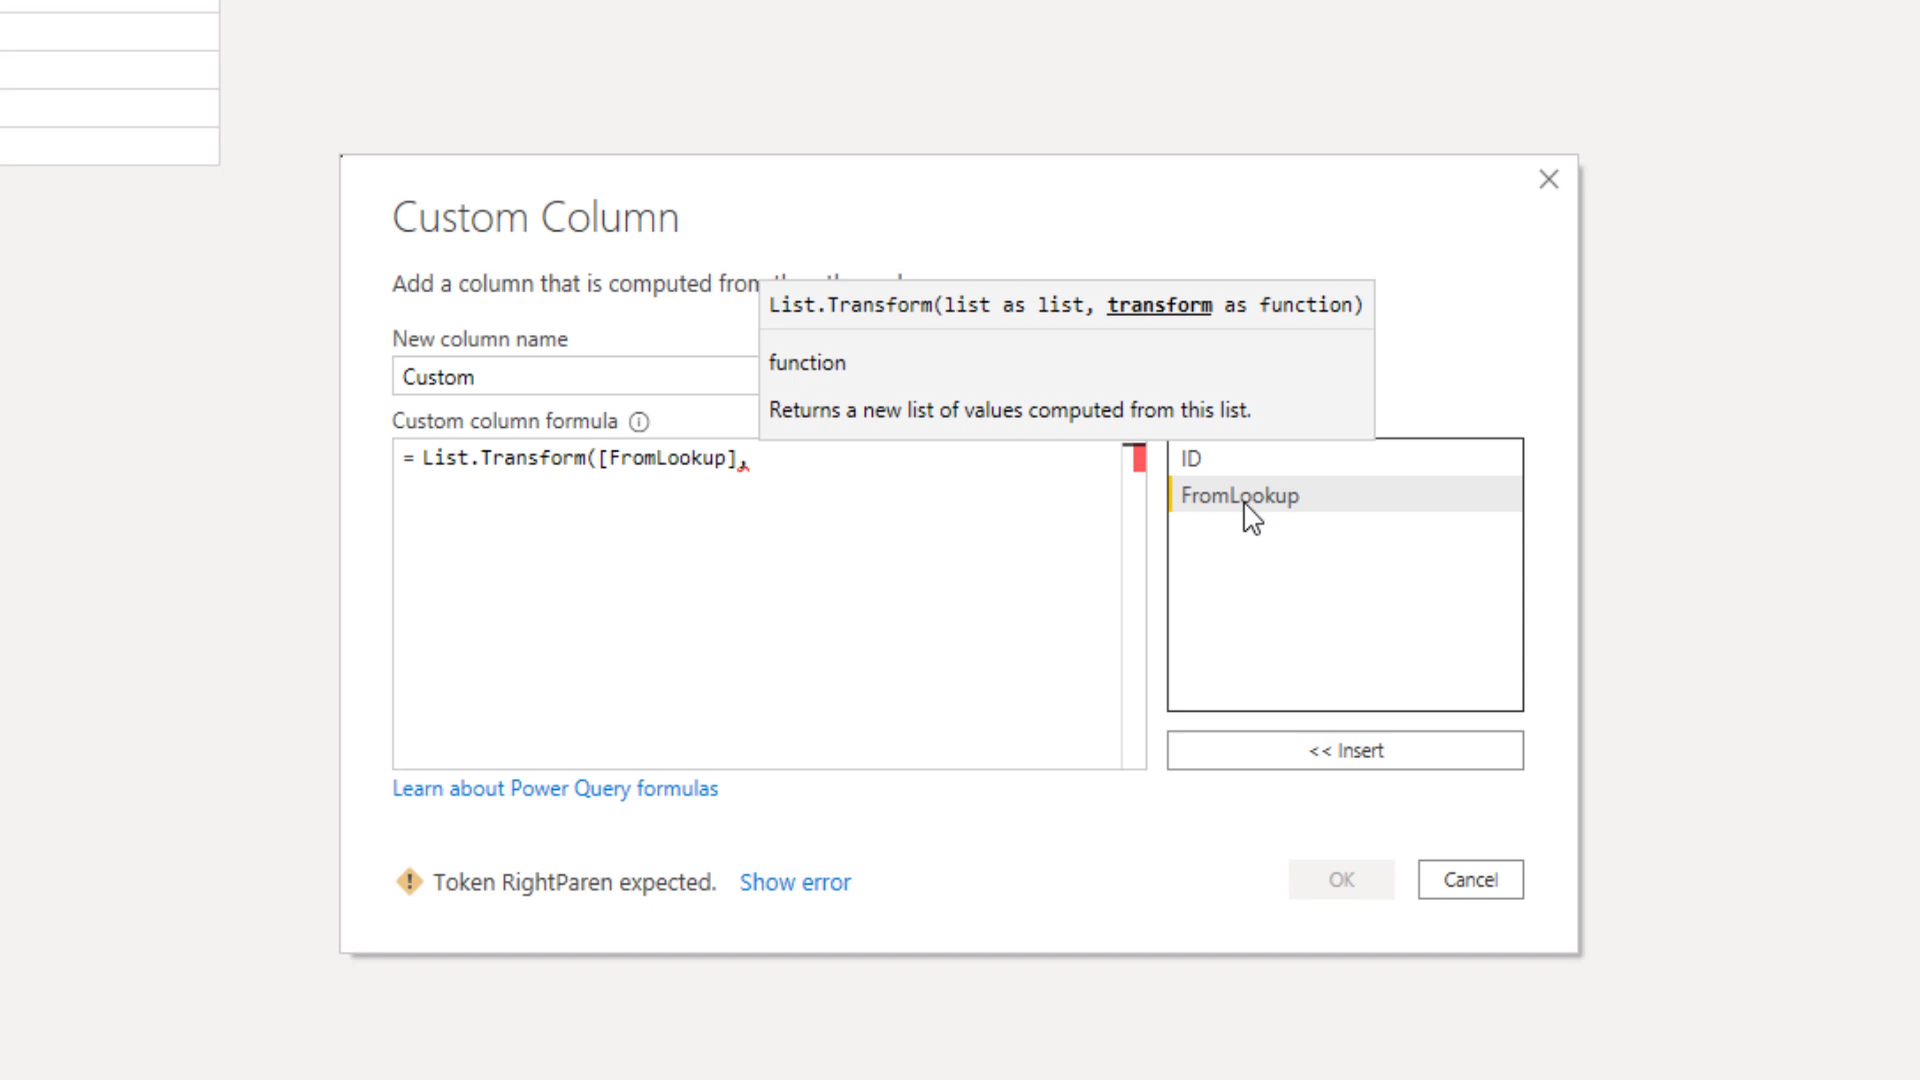 Custom Column
Add a column that is computed from
List.Transform(list as list, transform as function)
function
Returns a new list of values computed from this list.
New column name
Custom
Custom column formula
= List.Transform([FromLookup],
ID
FromLookup
<< Insert
Learn about Power Query formulas
Token RightParen expected. Show error
OK
Cancel